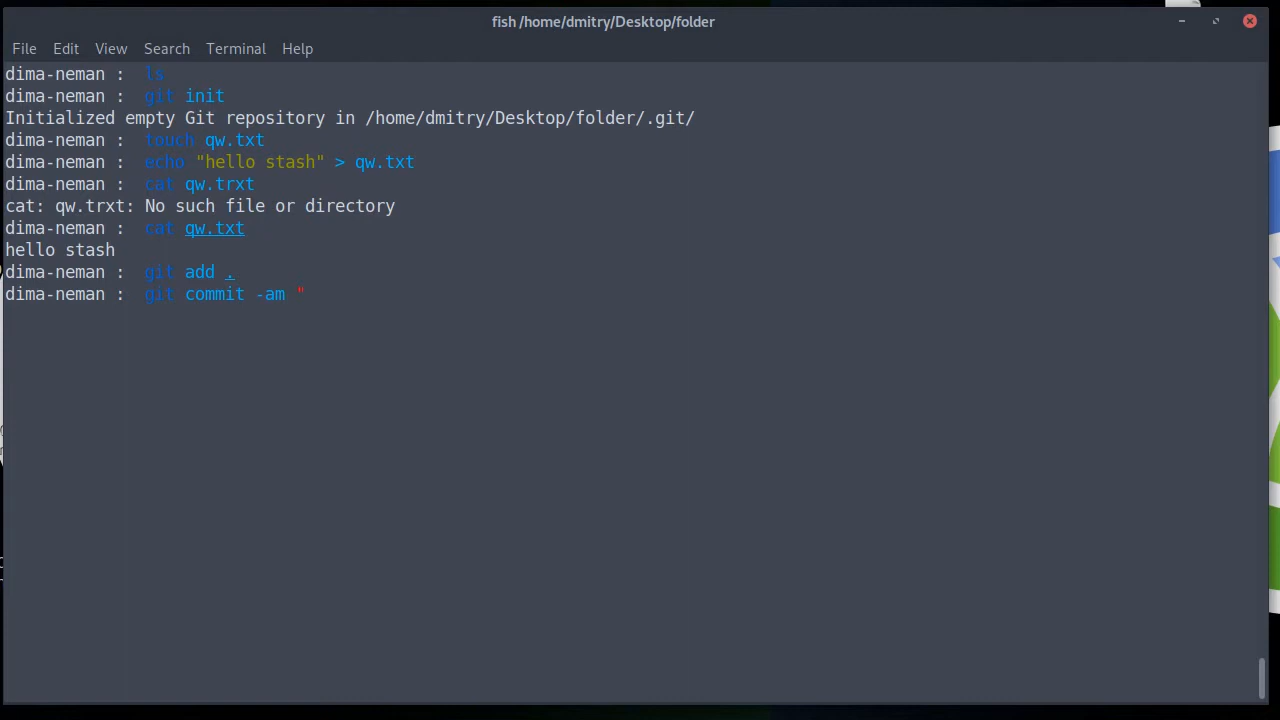 fish /home/dmitry/Desktop/folder
File Edit View Search Terminal Help
dima-neman : ls
dima-neman : git init
Initialized empty Git repository in /home/dmitry/Desktop/folder/.git/
dima-neman : touch qw.txt
dima-neman : echo "hello stash" > qw.txt
dima-neman : cat qw.trxt
cat: qw.trxt: No such file or directory
dima-neman : cat qw.txt
hello stash
dima-neman : git add .
dima-neman : git commit -am "